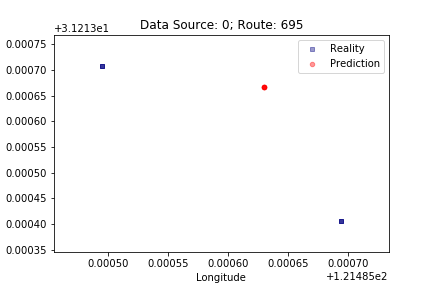 Data Source: 0; Route: 695
+3.1213e1
0.00075
0.00070
0.00065
0.00060
0.00055
0.00050
0.00045
0.00040
0.00035
Reality
Prediction
0.00050 0.00055 0.00060 0.00065 0.00070
Longitude
+1.21485e2